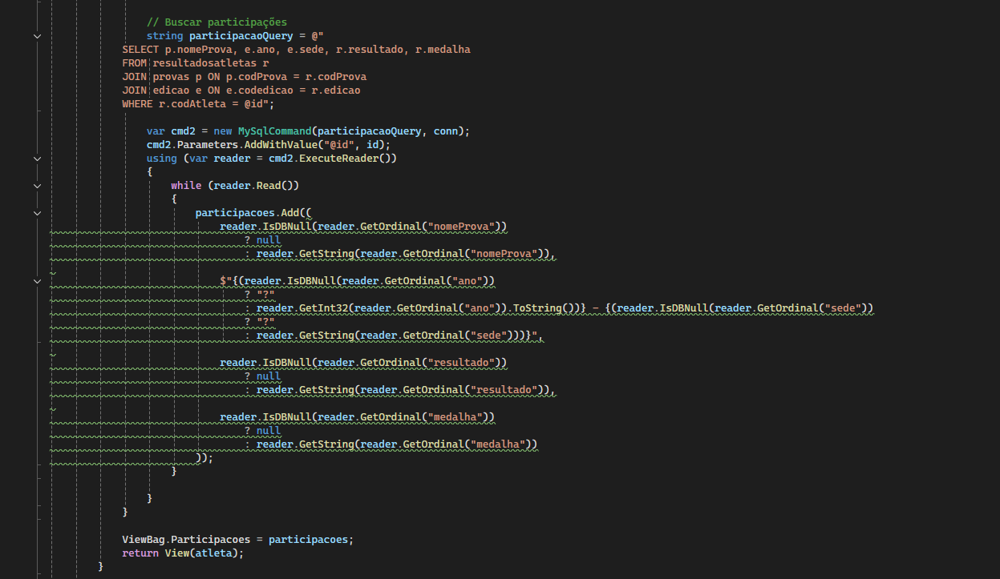 // Buscar participações
string participacaoQuery = @"
SELECT p.nomeProva, e.ano, e.sede, r.resultado, r.medalha
FROM resultadosatletas r
JOIN provas p ON p.codProva = r.codProva
JOIN edicao e ON e.codedicao = r.edicao
WHERE r.codAtleta = @id";
var cmd2 = new MySqlCommand(participacaoQuery, conn);
cmd2.Parameters.AddWithValue("@id", id);
using (var reader = cmd2.ExecuteReader())
{
while (reader.Read())
{
participacoes.Add((
reader.IsDBNull(reader.GetOrdinal("nomeProva"))
? null
: reader.GetString(reader.GetOrdinal("nomeProva")),
$"{(reader.IsDBNull(reader.GetOrdinal("ano"))
? "?"
: reader.GetInt32(reader.GetOrdinal("ano")).ToString())} - {(reader.IsDBNull(reader.GetOrdinal("sede"))
? "?"
: reader.GetString(reader.GetOrdinal("sede")))}",
reader.IsDBNull(reader.GetOrdinal("resultado"))
? null
: reader.GetString(reader.GetOrdinal("resultado")),
reader.IsDBNull(reader.GetOrdinal("medalha"))
? null
: reader.GetString(reader.GetOrdinal("medalha"))
));
}
}
}
ViewBag.Participacoes = participacoes;
return View(atleta);
}